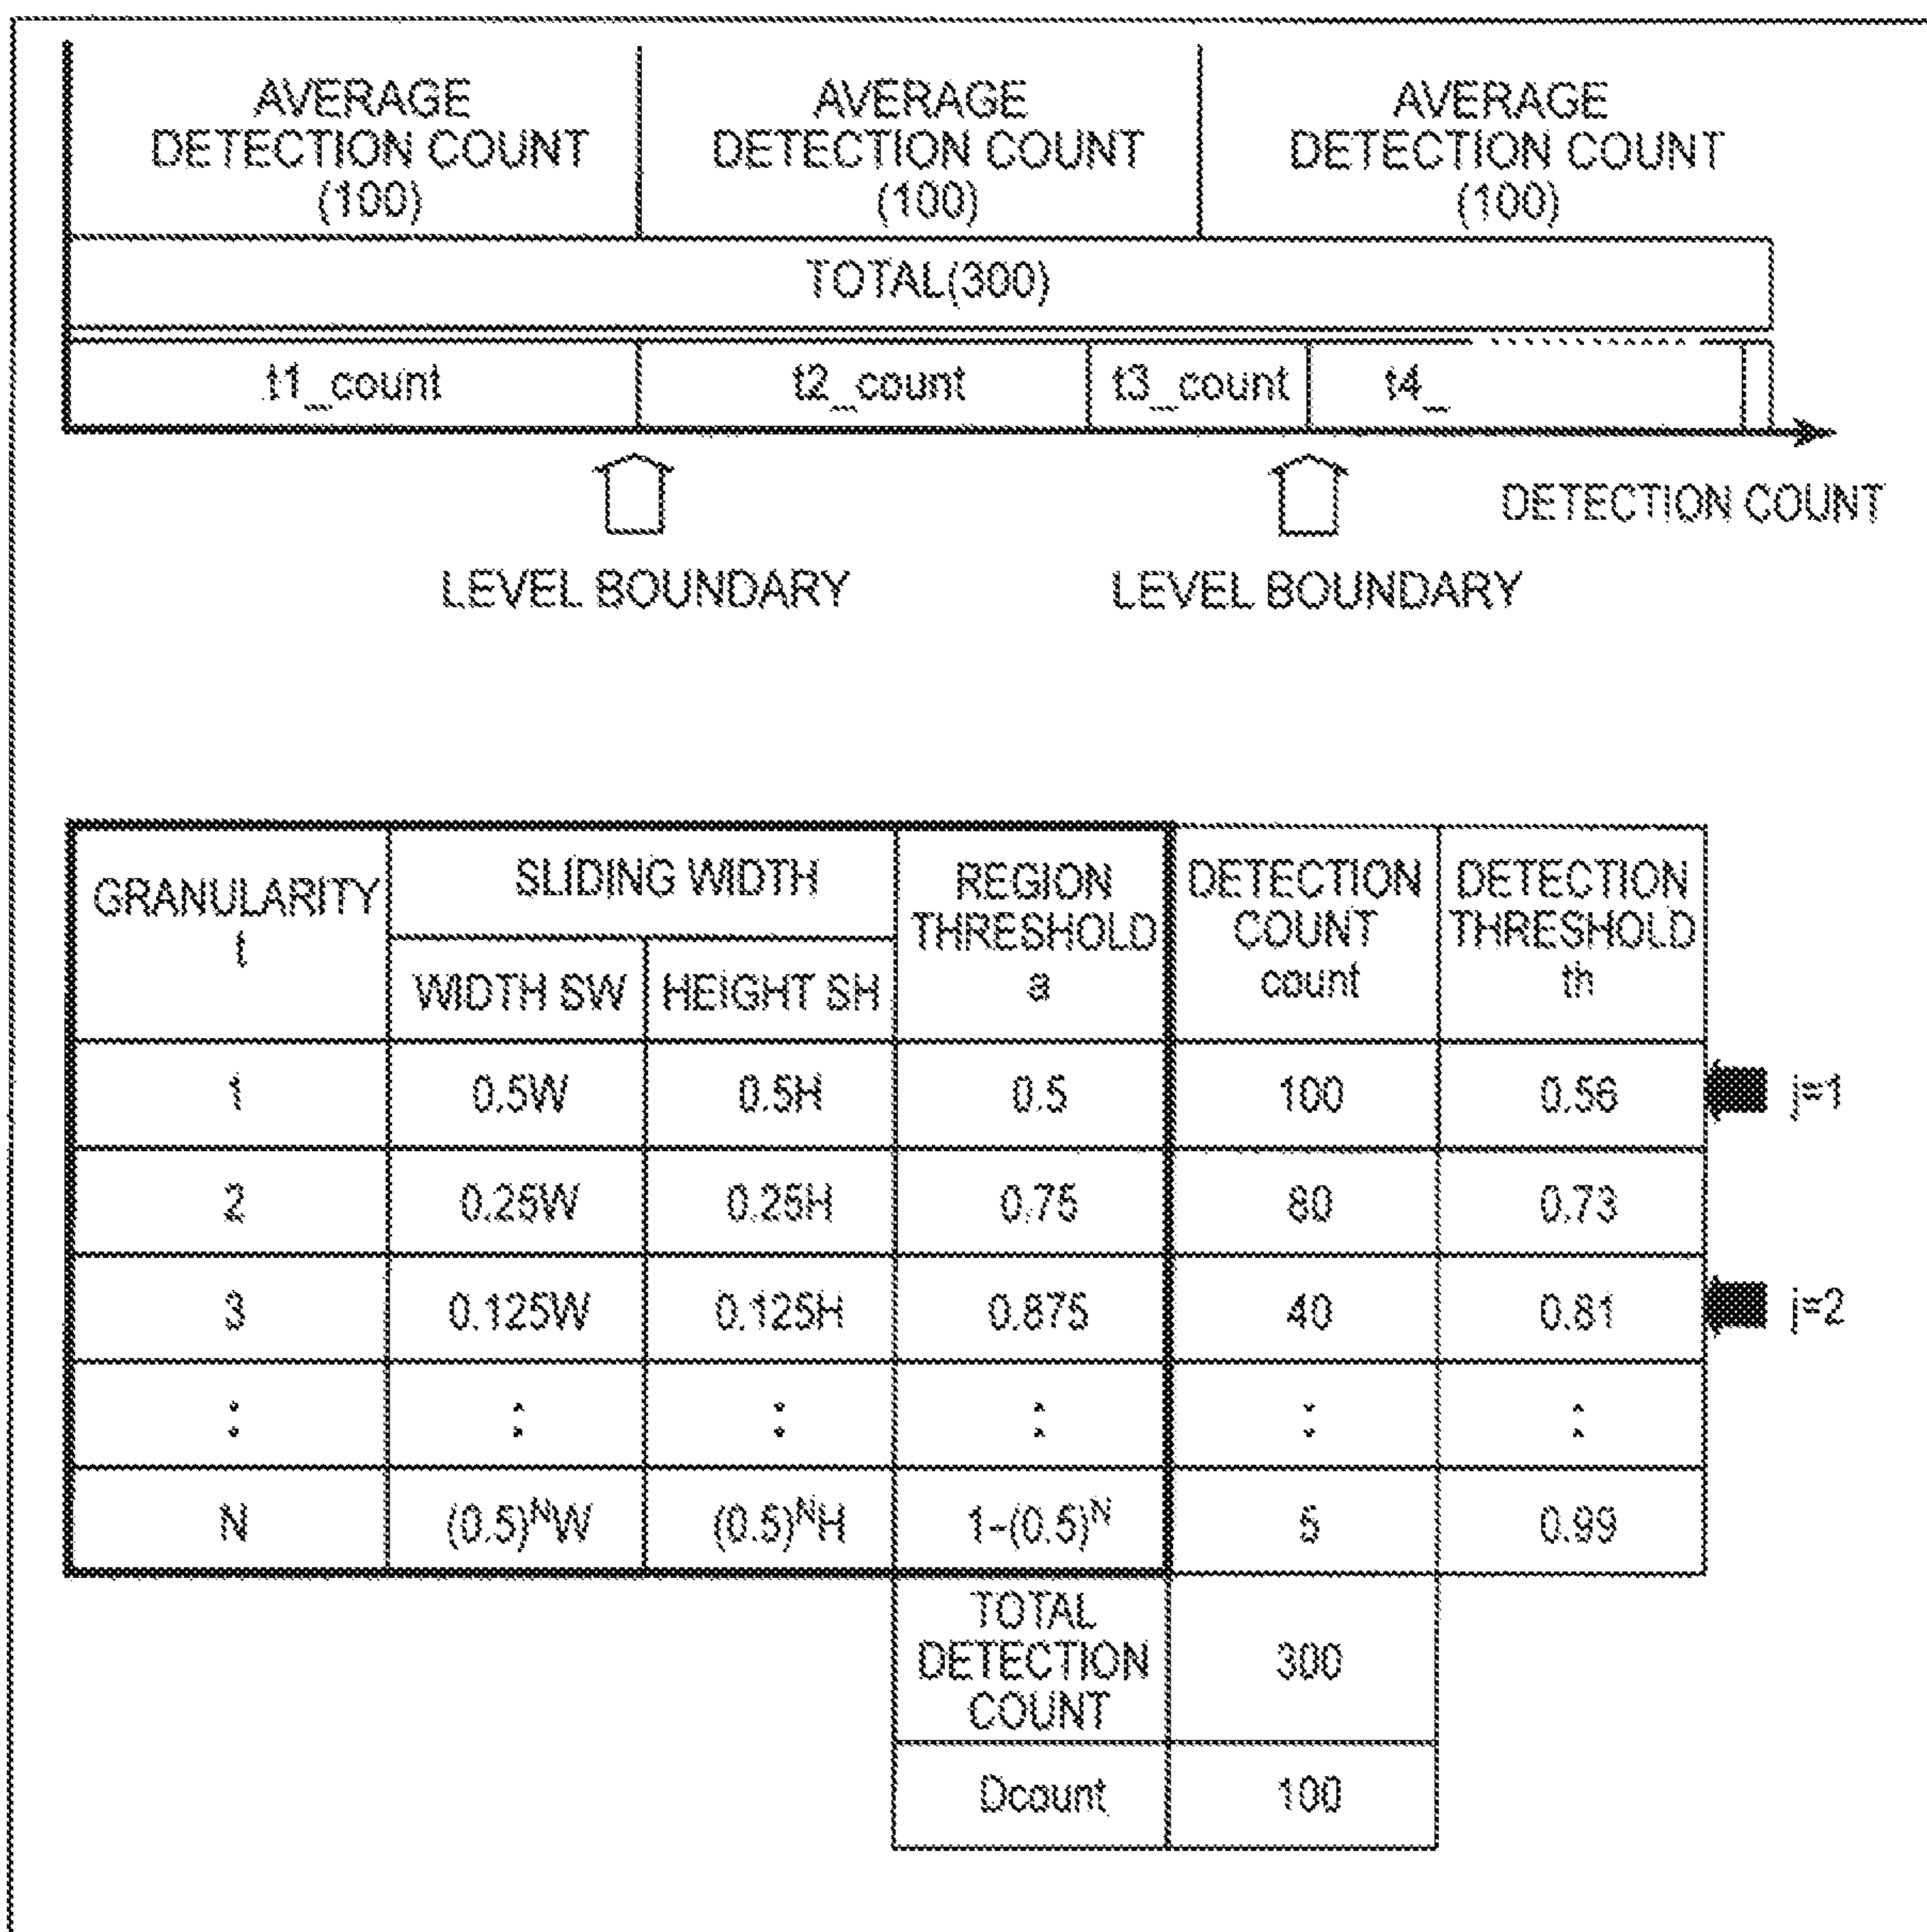 AVERAGE
DETECTION COUNT
(100)
AVERAGE
DETECTION COUNT
(100)
AVERAGE
DETECTION COUNT
(100)
TOTAL(300)
t1_count t2_count t3_count t4_
DETECTION COUNT
LEVEL BOUNDARY LEVEL BOUNDARY
GRANULARITY
t
SLIDING WIDTH
WIDTH SW HEIGHT SH
REGION
THRESHOLD
a
DETECTION
COUNT
count
DETECTION
THRESHOLD
th
1 0.5W 0.5H 0.5 100 0.56 j=1
2 0.25W 0.25H 0.75 80 0.73
3 0.125W 0.125H 0.875 40 0.81 j=2
: : : : : :
N (0.5)^N W (0.5)^N H 1-(0.5)^N 5 0.99
TOTAL
DETECTION
COUNT
300
Dcount 100